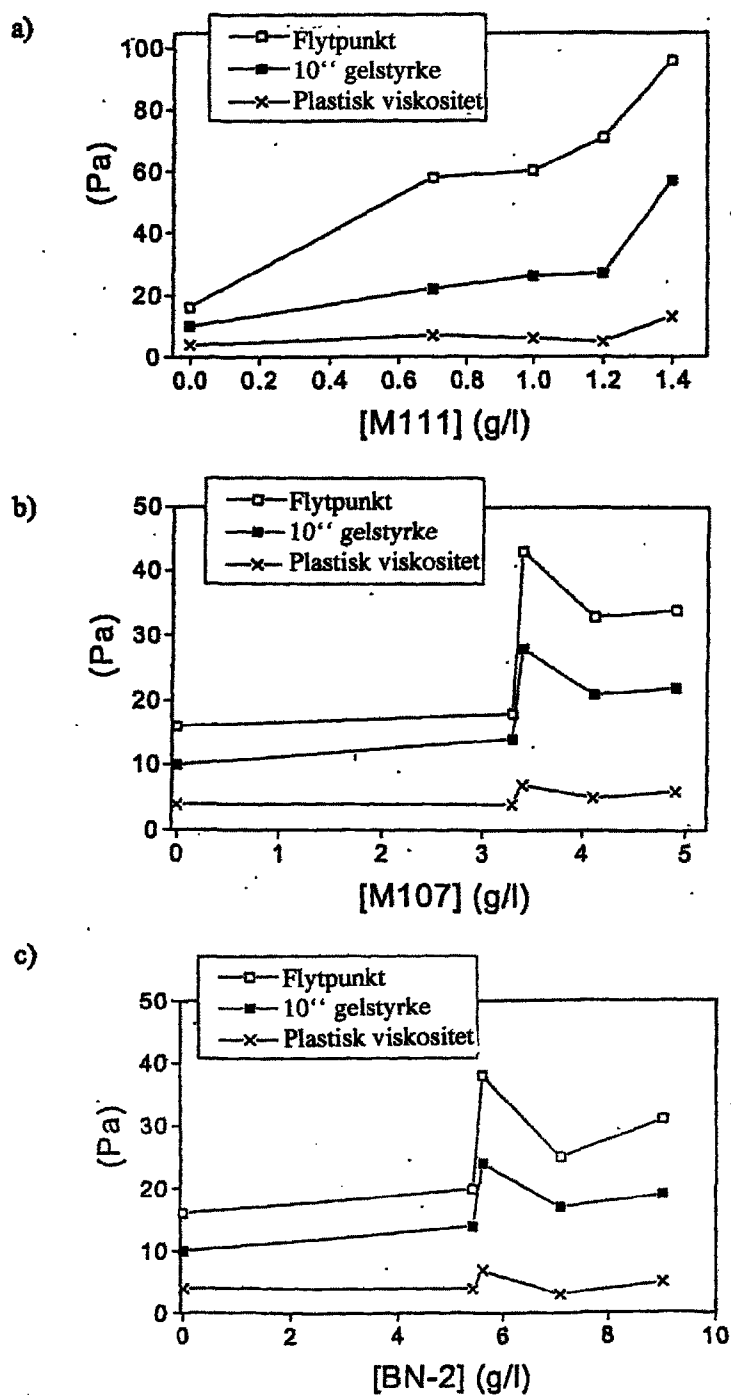 a)
Flytpunkt
10“ gelstyrke
Plastisk viskositet
100
80
60
40
20
0
(Pa)
0.0 0.2 0.4 0.6 0.8 1.0 1.2 1.4
[M111] (g/l)
b)
Flytpunkt
10“ gelstyrke
Plastisk viskositet
50
40
30
20
10
0
(Pa)
0 1 2 3 4 5
[M107] (g/l)
c)
Flytpunkt
10“ gelstyrke
Plastisk viskositet
50
40
30
20
10
0
(Pa)
0 2 4 6 8 10
[BN-2] (g/l)